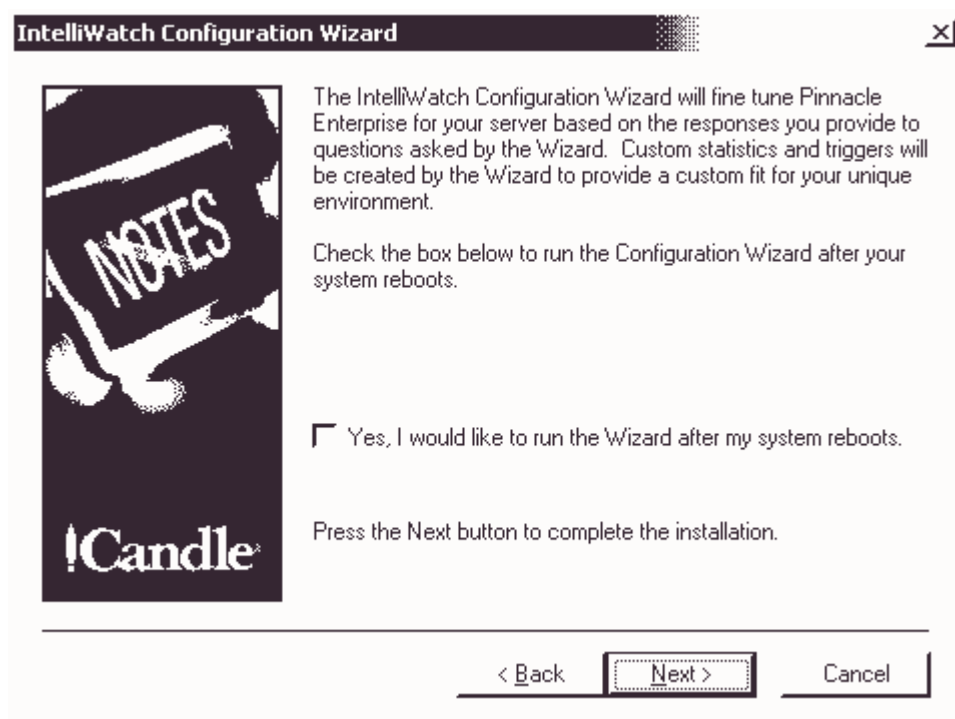 IntelliWatch Configuration Wizard
The IntelliWatch Configuration Wizard will fine tune Pinnacle
Enterprise for your server based on the responses you provide to
questions asked by the Wizard. Custom statistics and triggers will
be created by the Wizard to provide a custom fit for your unique
environment.
Check the box below to run the Configuration Wizard after your
system reboots.
NOTES
Yes, I would like to run the Wizard after my system reboots.
Press the Next button to complete the installation.
!Candle
< Back
Next >
Cancel